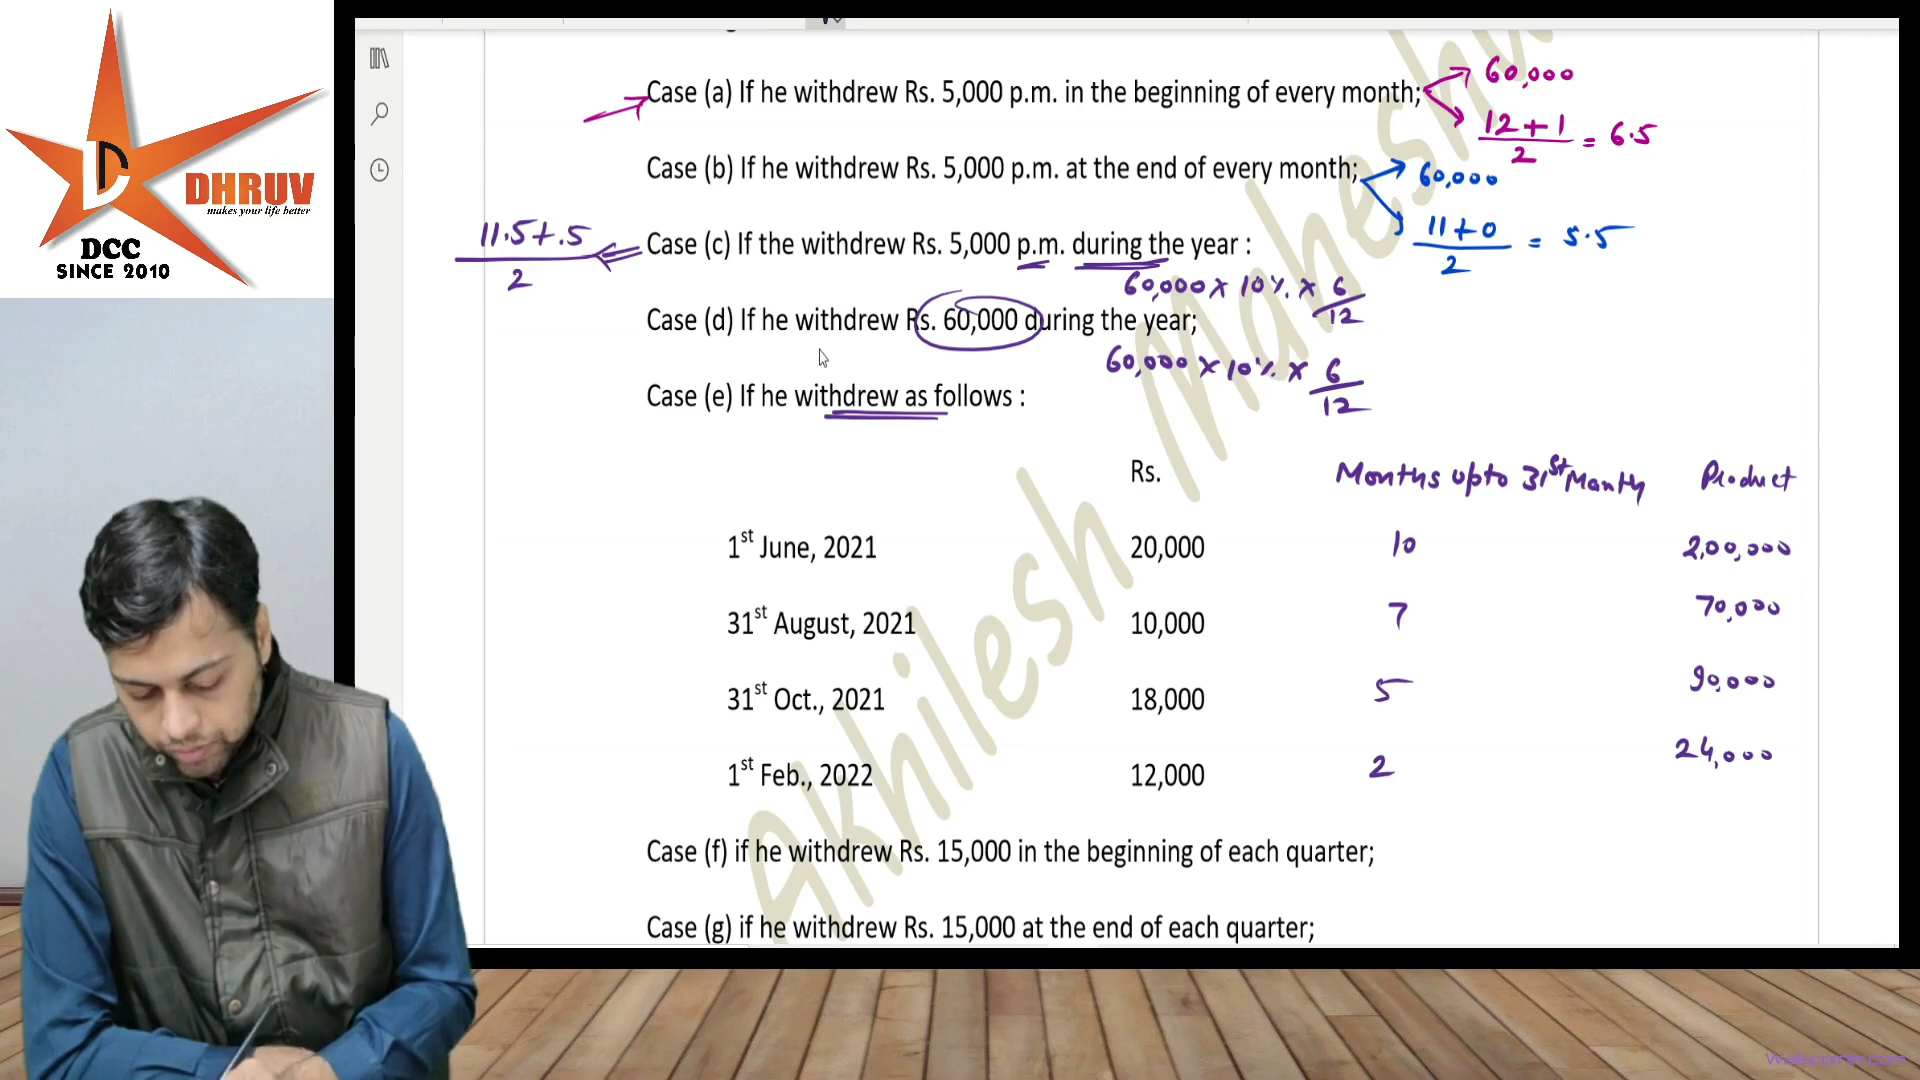 DHRUV
makes your life better
DCC
SINCE 2010
Case (a) If he withdrew Rs. 5,000 p.m. in the beginning of every month;
60,000
12 + 1
2
= 6.5
Case (b) If he withdrew Rs. 5,000 p.m. at the end of every month;
60,000
11 + 0
2
= 5.5
11.5 + .5
2
Case (c) If the withdrew Rs. 5,000 p.m. during the year :
60,000 x 10% x 6
12
Case (d) If he withdrew Rs. 60,000 during the year;
60,000 x 10% x 6
12
Case (e) If he withdrew as follows :
Rs. Months upto 31st Product
1st June, 2021 20,000 10 2,00,000
31st August, 2021 10,000 7 70,000
31st Oct., 2021 18,000 5 90,000
1st Feb., 2022 12,000 2 24,000
Case (f) if he withdrew Rs. 15,000 in the beginning of each quarter;
Case (g) if he withdrew Rs. 15,000 at the end of each quarter;
Akhilesh